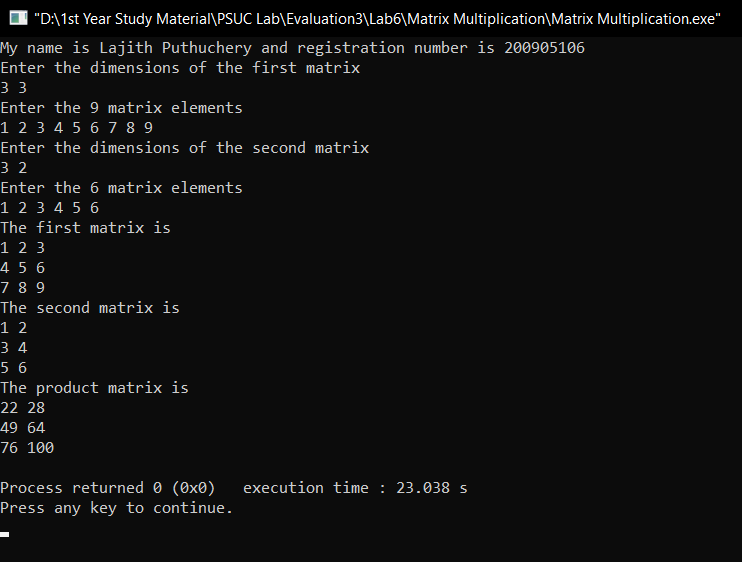 "D:\1st Year Study Material\PSUC Lab\Evaluation3\Lab6\Matrix Multiplication\Matrix Multiplication.exe"
My name is Lajith Puthuchery and registration number is 200905106
Enter the dimensions of the first matrix
3 3
Enter the 9 matrix elements
1 2 3 4 5 6 7 8 9
Enter the dimensions of the second matrix
3 2
Enter the 6 matrix elements
1 2 3 4 5 6
The first matrix is
1 2 3
4 5 6
7 8 9
The second matrix is
1 2
3 4
5 6
The product matrix is
22 28
49 64
76 100
Process returned 0 (0x0)   execution time : 23.038 s
Press any key to continue.